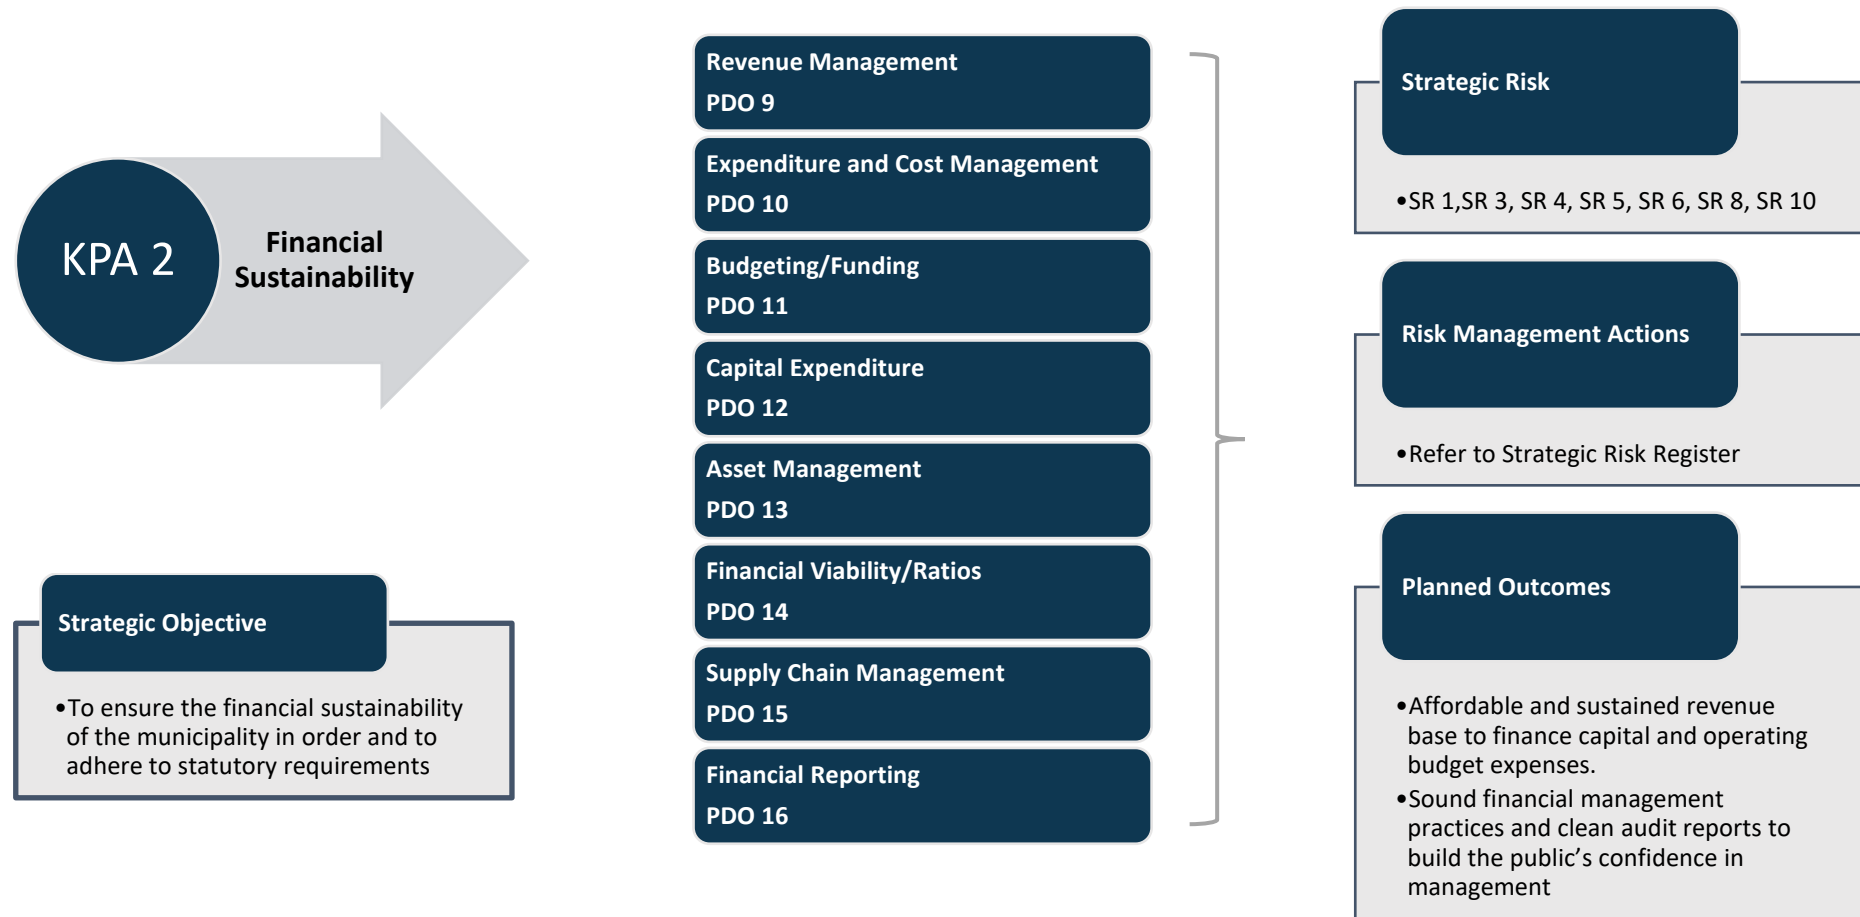 KPA 2
Financial
Sustainability
Strategic Objective
•To ensure the financial sustainability
of the municipality in order and to
adhere to statutory requirements
Revenue Management
PDO 9
Expenditure and Cost Management
PDO 10
Budgeting/Funding
PDO 11
Capital Expenditure
PDO 12
Asset Management
PDO 13
Financial Viability/Ratios
PDO 14
Supply Chain Management
PDO 15
Financial Reporting
PDO 16
Strategic Risk
•SR 1,SR 3, SR 4, SR 5, SR 6, SR 8, SR 10
Risk Management Actions
•Refer to Strategic Risk Register
Planned Outcomes
•Affordable and sustained revenue
base to finance capital and operating
budget expenses.
•Sound financial management
practices and clean audit reports to
build the public’s confidence in
management